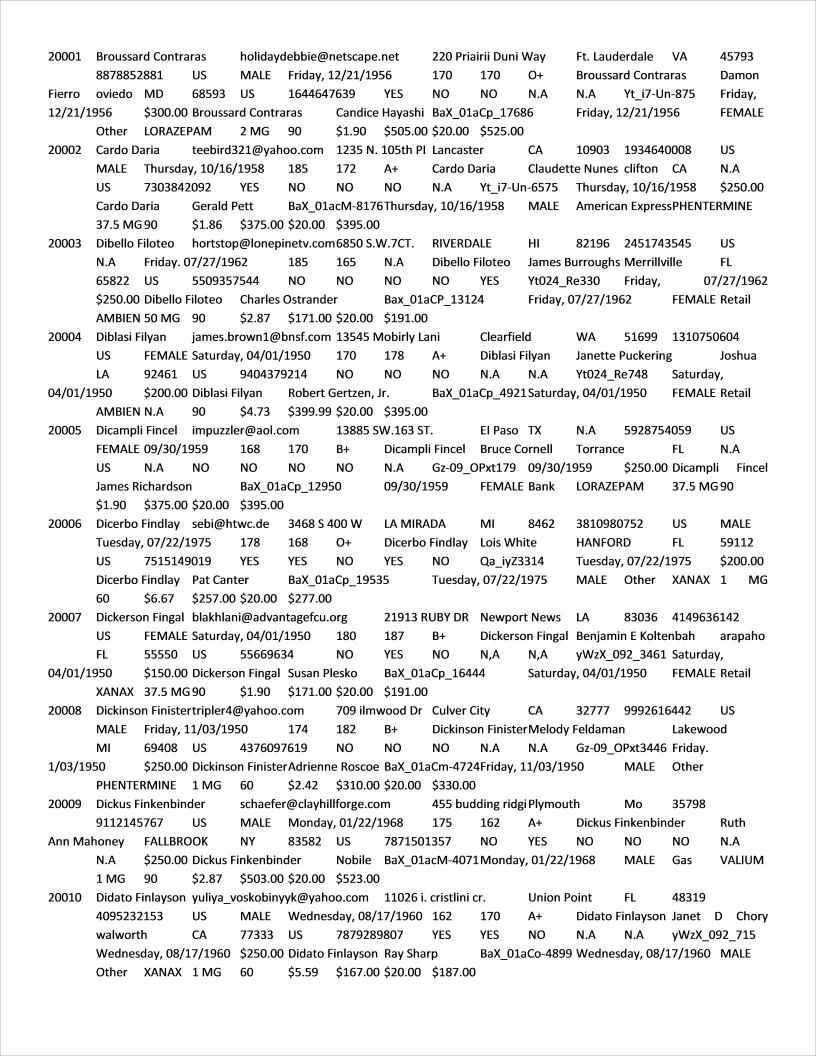 20001 Broussard Contraras holidaydebbie@netscape.net 220 Priairii Duni Way Ft. Lauderdale VA 45793
8878852881 US MALE Friday, 12/21/1956 170 170 O+ Broussard Contraras Damon
Fierro oviedo MD 68593 US 1644647639 YES NO NO N.A N.A Yt_i7-Un-875 Friday,
12/21/1956 $300.00 Broussard Contraras Candice Hayashi BaX_01aCp_17686 Friday, 12/21/1956 FEMALE
Other LORAZEPAM 2 MG 90 $1.90 $505.00 $20.00 $525.00
20002 Cardo Daria teebird321@yahoo.com 1235 N. 105th Pl Lancaster CA 10903 1934640008 US
MALE Thursday, 10/16/1958 185 172 A+ Cardo Daria Claudette Nunes clifton CA N.A
US 7303842092 YES NO NO NO N.A Yt_i7-Un-6575 Thursday, 10/16/1958 $250.00
Cardo Daria Gerald Pett BaX_01acM-8176Thursday, 10/16/1958 MALE American ExpressPHENTERMINE
37.5 MG 90 $1.86 $375.00 $20.00 $395.00
20003 Dibello Filoteo hortstop@lonepinetv.com6850 S.W.7CT. RIVERDALE HI 82196 2451743545 US
N.A Friday. 07/27/1962 185 165 N.A Dibello Filoteo James Burroughs Merrillville FL
65822 US 5509357544 NO NO NO NO YES Yt024_Re330 Friday, 07/27/1962
$250.00 Dibello Filoteo Charles Ostrander Bax_01aCP_13124 Friday, 07/27/1962 FEMALE Retail
AMBIEN 50 MG 90 $2.87 $171.00 $20.00 $191.00
20004 Diblasi Filyan james.brown1@bnsf.com 13545 Mobirly Lani Clearfield WA 51699 1310750604
US FEMALE Saturday, 04/01/1950 170 178 A+ Diblasi Filyan Janette Puckering Joshua
LA 92461 US 9404379214 NO NO NO N.A N.A Yt024_Re748 Saturday,
04/01/1950 $200.00 Diblasi Filyan Robert Gertzen, Jr. BaX_01aCp_4921Saturday, 04/01/1950 FEMALE Retail
AMBIEN N.A 90 $4.73 $399.99 $20.00 $395.00
20005 Dicampli Fincel impuzzler@aol.com 13885 SW.163 ST. El Paso TX N.A 5928754059 US
FEMALE 09/30/1959 168 170 B+ Dicampli Fincel Bruce Cornell Torrance FL N.A
US N.A NO NO NO NO N.A Gz-09_OPxt179 09/30/1959 $250.00 Dicampli Fincel
James Richardson BaX_01aCp_12950 09/30/1959 FEMALE Bank LORAZEPAM 37.5 MG 90
$1.90 $375.00 $20.00 $395.00
20006 Dicerbo Findlay sebi@htwc.de 3468 S 400 W LA MIRADA MI 8462 3810980752 US MALE
Tuesday, 07/22/1975 178 168 O+ Dicerbo Findlay Lois White HANFORD FL 59112
US 7515149019 YES YES NO YES NO Qa_iyZ3314 Tuesday, 07/22/1975 $200.00
Dicerbo Findlay Pat Canter BaX_01aCp_19535 Tuesday, 07/22/1975 MALE Other XANAX 1 MG
60 $6.67 $257.00 $20.00 $277.00
20007 Dickerson Fingal blakhlani@advantagefcu.org 21913 RUBY DR Newport News LA 83036 4149636142
US FEMALE Saturday, 04/01/1950 180 187 B+ Dickerson Fingal Benjamin E Koltenbah arapaho
FL 55550 US 55669634 NO YES NO N,A N,A yWzX_092_3461 Saturday,
04/01/1950 $150.00 Dickerson Fingal Susan Plesko BaX_01aCp_16444 Saturday, 04/01/1950 FEMALE Retail
XANAX 37.5 MG 90 $1.90 $171.00 $20.00 $191.00
20008 Dickinson Finistertripler4@yahoo.com 709 ilmwood Dr Culver City CA 32777 9992616442 US
MALE Friday, 11/03/1950 174 182 B+ Dickinson FinisterMelody Feldaman Lakewood
MI 69408 US 4376097619 NO NO NO N.A N.A Gz-09_OPxt3446 Friday.
1/03/1950 $250.00 Dickinson FinisterAdrienne Roscoe BaX_01aCm-4724Friday, 11/03/1950 MALE Other
PHENTERMINE 1 MG 60 $2.42 $310.00 $20.00 $330.00
20009 Dickus Finkenbinder schaefer@clayhillforge.com 455 budding ridgi Plymouth Mo 35798
9112145767 US MALE Monday, 01/22/1968 175 162 A+ Dickus Finkenbinder Ruth
Ann Mahoney FALLBROOK NY 83582 US 7871501357 NO YES NO NO NO N.A
N.A $250.00 Dickus Finkenbinder Nobile BaX_01acM-4071Monday, 01/22/1968 MALE Gas VALIUM
1 MG 90 $2.87 $503.00 $20.00 $523.00
20010 Didato Finlayson yuliya_voskobinyyk@yahoo.com 11026 i. cristlini cr. Union Point FL 48319
4095232153 US MALE Wednesday, 08/17/1960 162 170 A+ Didato Finlayson Janet D Chory
walworth CA 77333 US 7879289807 YES YES NO N.A N.A yWzX_092_715
Wednesday, 08/17/1960 $250.00 Didato Finlayson Ray Sharp BaX_01aCo-4899 Wednesday, 08/17/1960 MALE
Other XANAX 1 MG 60 $5.59 $167.00 $20.00 $187.00